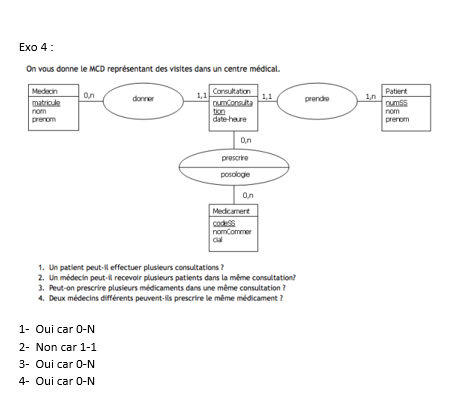 Exo 4 :
On vous donne le MCD représentant des visites dans un centre médical.
Medecin
matricule
nom
prenom
0,n
donner
1,1
Consultation
numConsulta
tion
date-heure
1,1
prendre
1,n
Patient
numSS
nom
prenom
0,n
prescrire
posologie
0,n
Medicament
codeSS
nomCommer
cial
1. Un patient peut-il effectuer plusieurs consultations ?
2. Un médecin peut-il recevoir plusieurs patients dans la même consultation?
3. Peut-on prescrire plusieurs médicaments dans une même consultation ?
4. Deux médecins différents peuvent-ils prescrire le même médicament ?
1- Oui car 0-N
2- Non car 1-1
3- Oui car 0-N
4- Oui car 0-N